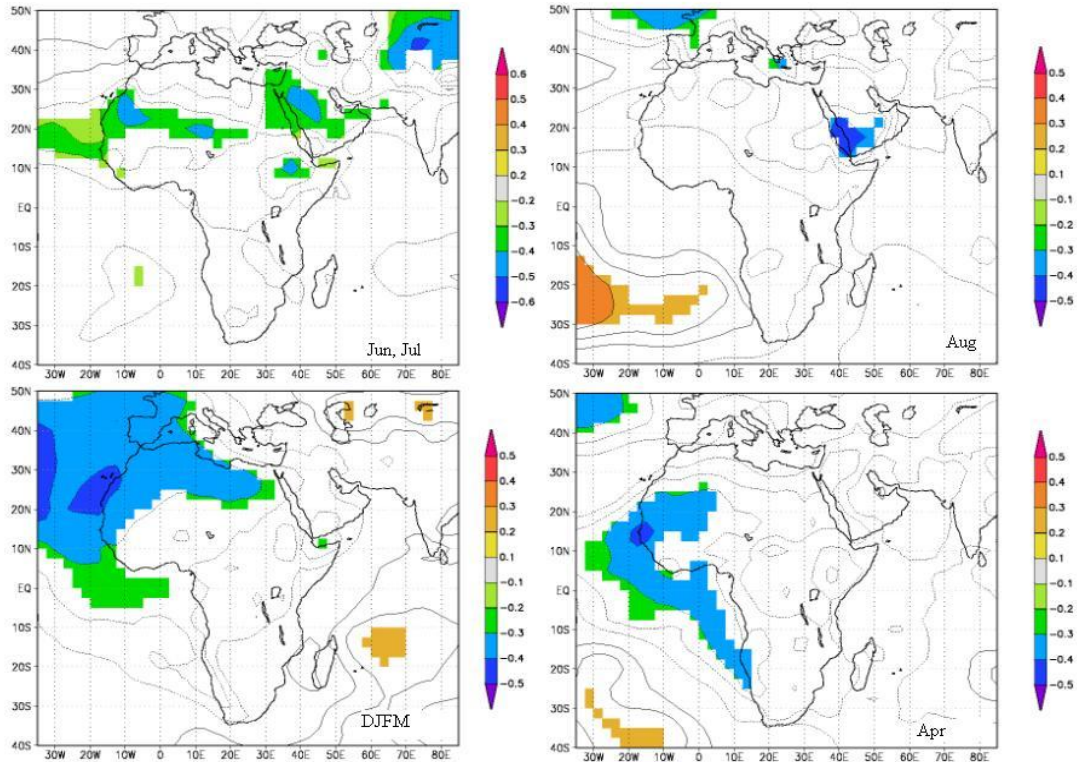 50N
40N
30N
20N
10N
EQ
10S
20S
30S
40S
30W 20W 10W 0 10E 20E 30E 40E 50E 60E 70E 80E
Jun, Jul
0.6
0.5
0.4
0.3
0.2
-0.2
-0.3
-0.4
-0.5
-0.6
50N
40N
30N
20N
10N
EQ
10S
20S
30S
40S
30W 20W 10W 0 10E 20E 30E 40E 50E 60E 70E 80E
Aug
0.5
0.4
0.3
0.2
0.1
-0.1
-0.2
-0.3
-0.4
-0.5
50N
40N
30N
20N
10N
EQ
10S
20S
30S
40S
30W 20W 10W 0 10E 20E 30E 40E 50E 60E 70E 80E
DJFM
0.5
0.4
0.3
0.2
0.1
-0.1
-0.2
-0.3
-0.4
-0.5
50N
40N
30N
20N
10N
EQ
10S
20S
30S
40S
30W 20W 10W 0 10E 20E 30E 40E 50E 60E 70E 80E
Apr
0.5
0.4
0.3
0.2
0.1
-0.1
-0.2
-0.3
-0.4
-0.5